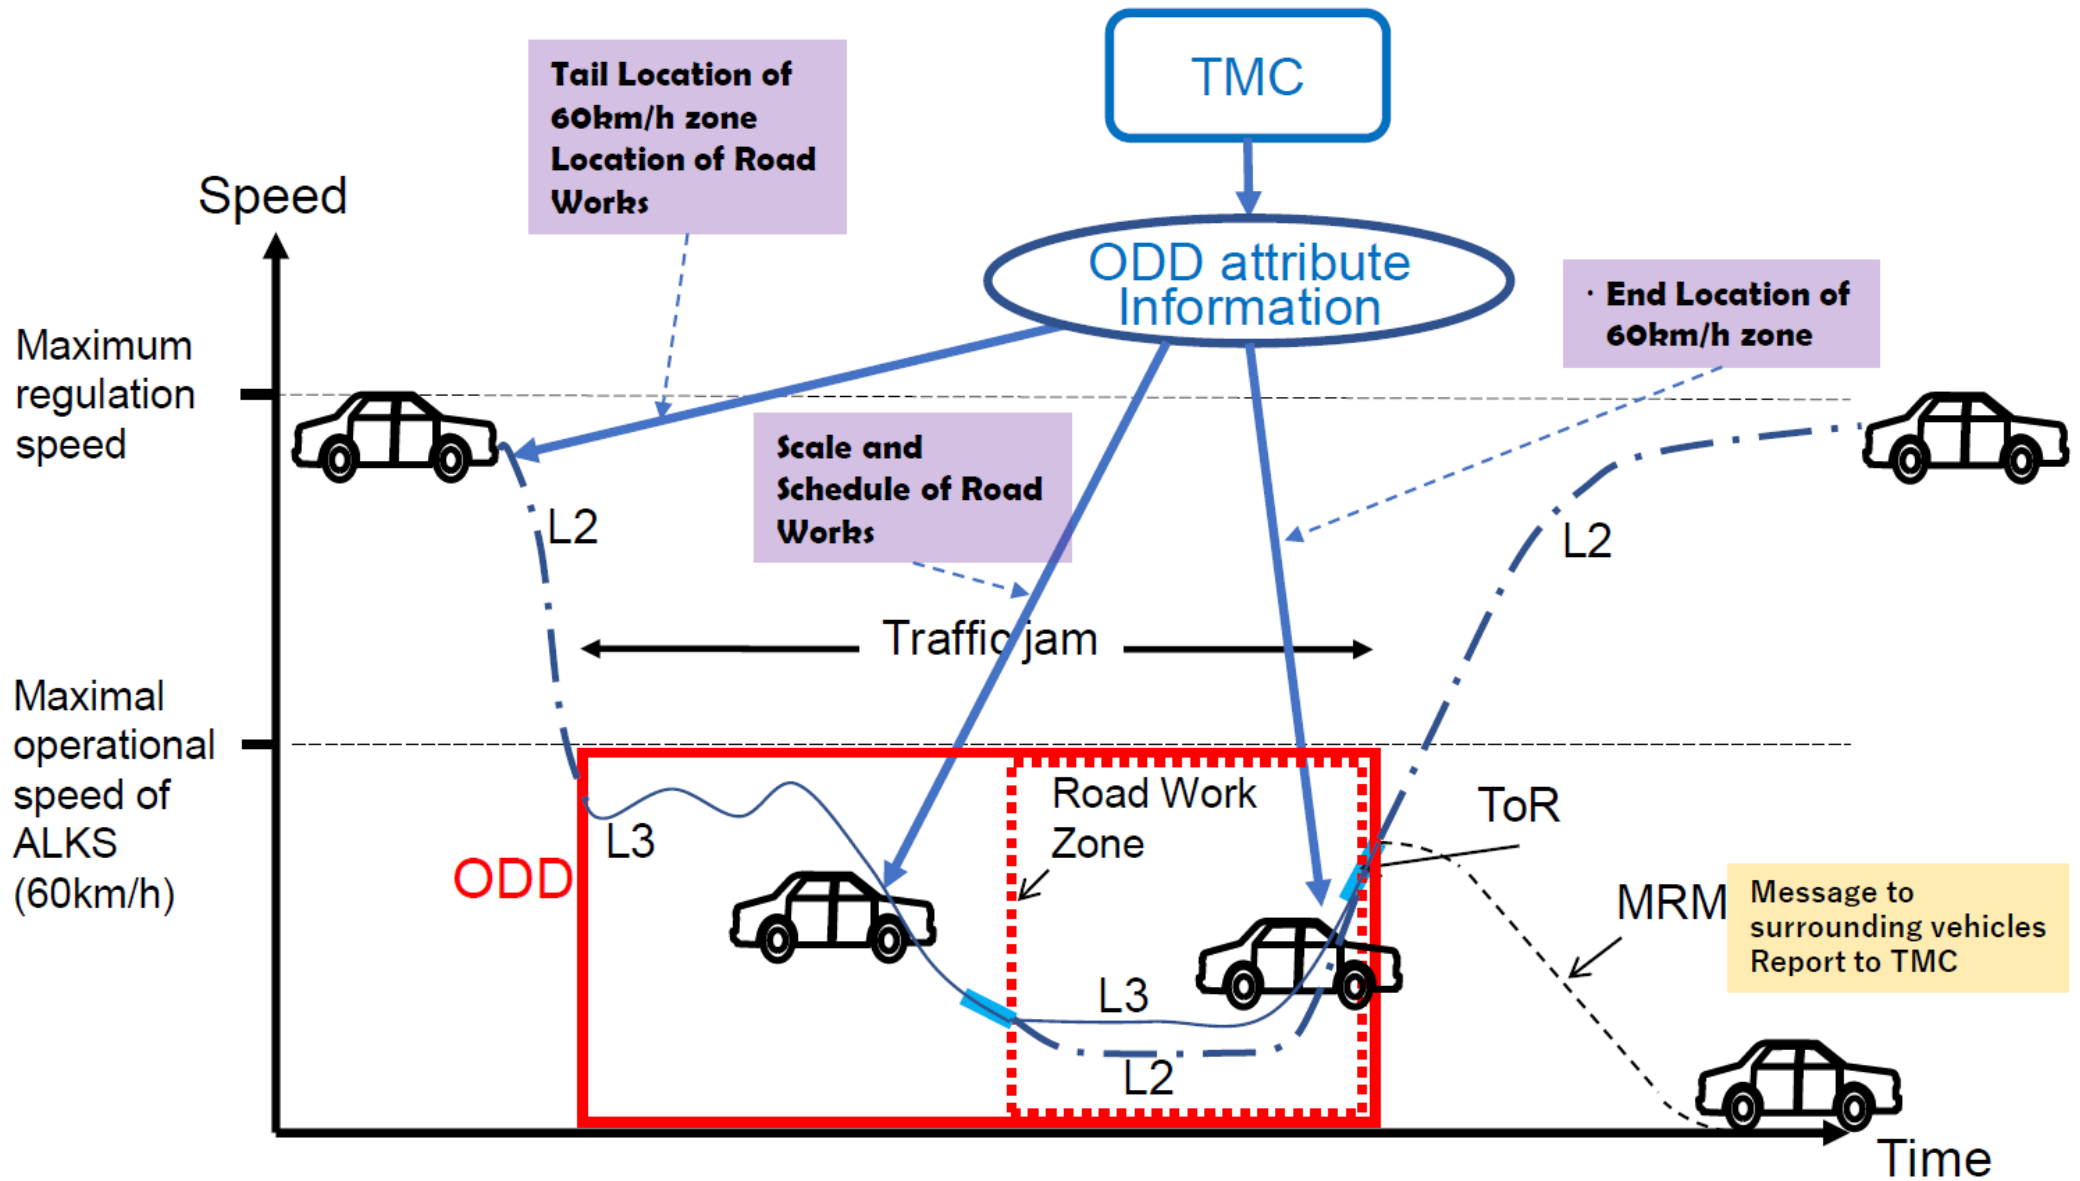 TMC
Tail Location of
60km/h zone
Location of Road
Works
Speed
ODD attribute
Information
· End Location of
60km/h zone
Maximum
regulation
speed
Scale and
Schedule of Road
Works
L2
L2
Traffic jam
Maximal
operational
speed of
ALKS
(60km/h)
Road Work
Zone
ToR
L3
ODD
MRM
Message to
surrounding vehicles
Report to TMC
L3
L2
Time